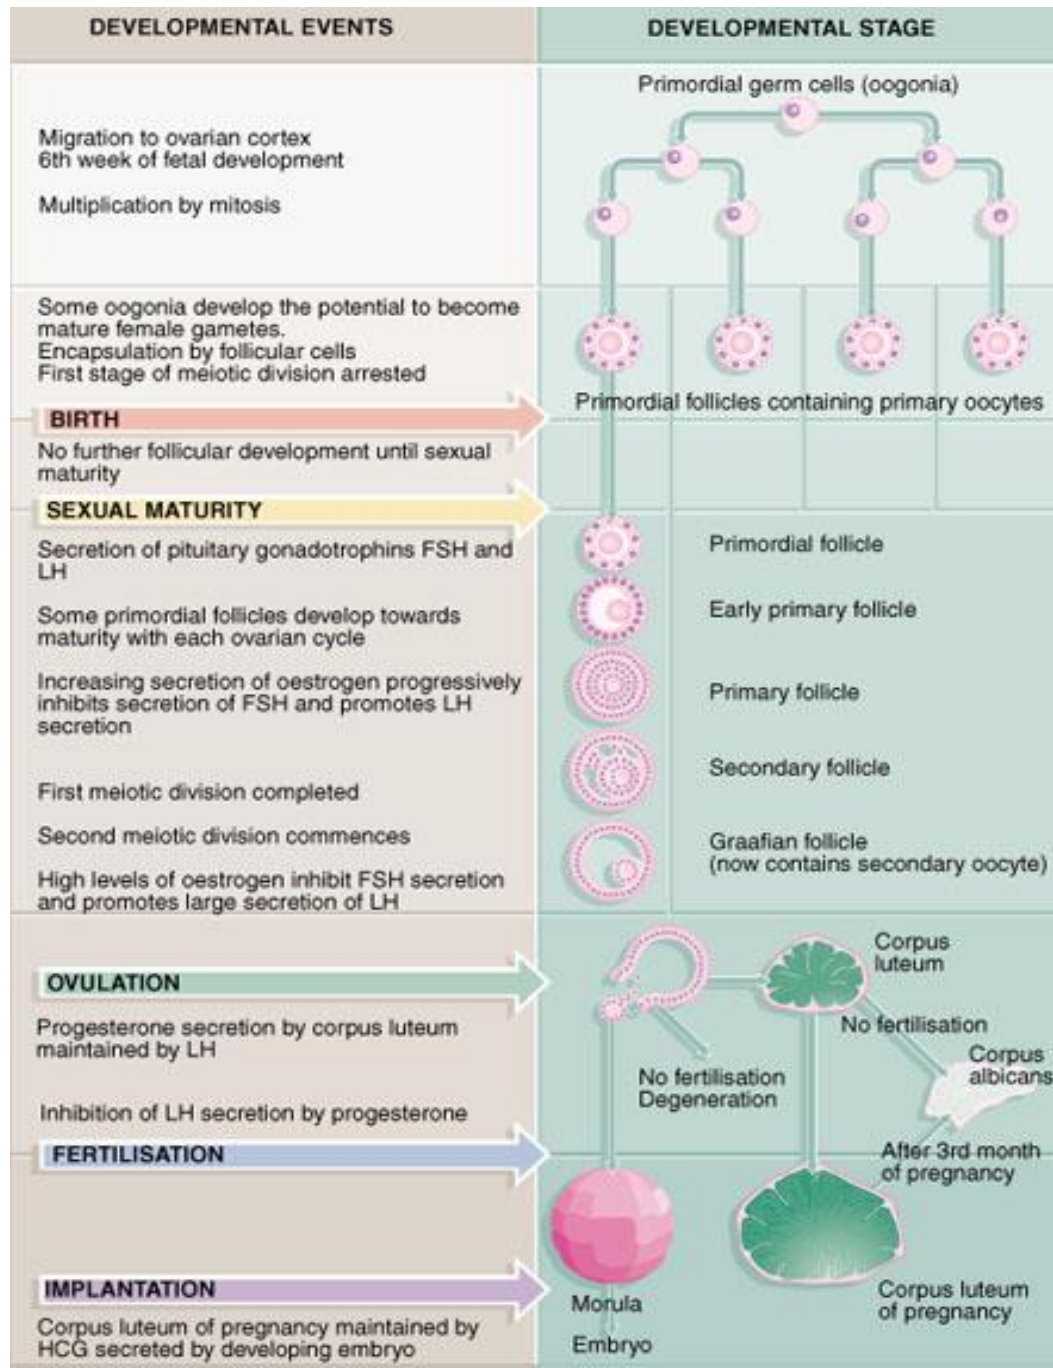 DEVELOPMENTAL EVENTS
DEVELOPMENTAL STAGE
Primordial germ cells (oogonia)
Migration to ovarian cortex
6th week of fetal development
Multiplication by mitosis
Some oogonia develop the potential to become
mature female gametes.
Encapsulation by follicular cells
First stage of meiotic division arrested
Primordial follicles containing primary oocytes
BIRTH
No further follicular development until sexual
maturity
SEXUAL MATURITY
Secretion of pituitary gonadotrophins FSH and
LH
Primordial follicle
Some primordial follicles develop towards
maturity with each ovarian cycle
Early primary follicle
Increasing secretion of oestrogen progressively
inhibits secretion of FSH and promotes LH
secretion
Primary follicle
Secondary follicle
First meiotic division completed
Second meiotic division commences
Graafian follicle
(now contains secondary oocyte)
High levels of oestrogen inhibit FSH secretion
and promotes large secretion of LH
Corpus
luteum
OVULATION
Progesterone secretion by corpus luteum
maintained by LH
No fertilisation
Corpus
albicans
No fertilisation
Degeneration
Inhibition of LH secretion by progesterone
FERTILISATION
After 3rd month
of pregnancy
IMPLANTATION
Morula
Corpus luteum
of pregnancy
Corpus luteum of pregnancy maintained by
HCG secreted by developing embryo
Embryo